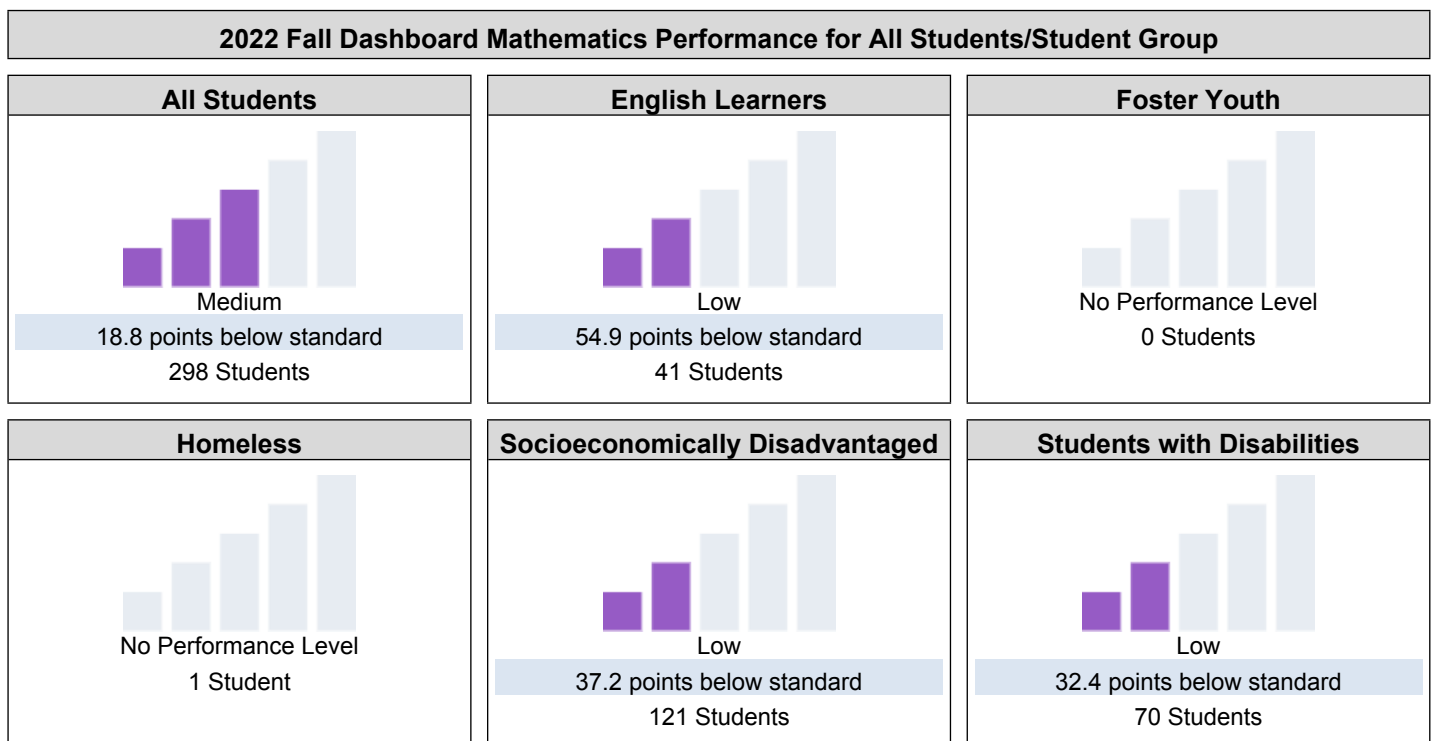 2022 Fall Dashboard Mathematics Performance for All Students/Student Group
All Students
Medium
18.8 points below standard
298 Students
English Learners
Low
54.9 points below standard
41 Students
Foster Youth
No Performance Level
0 Students
Homeless
No Performance Level
1 Student
Socioeconomically Disadvantaged
Low
37.2 points below standard
121 Students
Students with Disabilities
Low
32.4 points below standard
70 Students